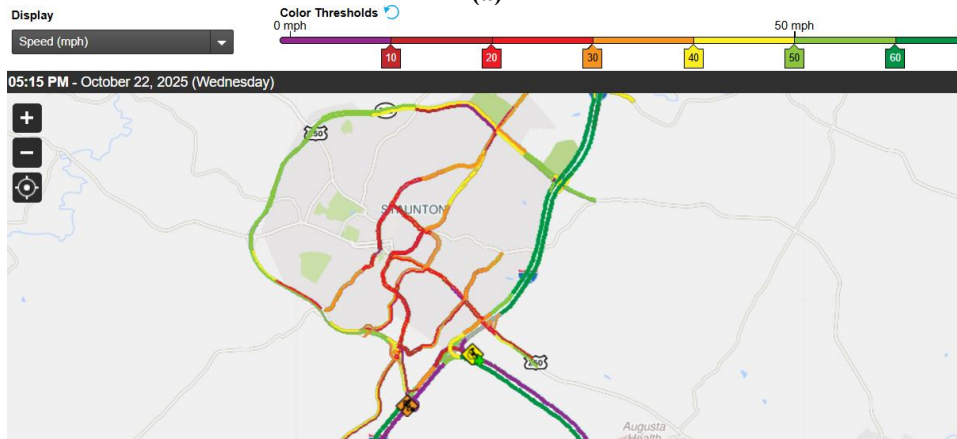 (a)
Display
Color Thresholds
0 mph
50 mph
Speed (mph)
10
20
30
40
50
60
05:15 PM - October 22, 2025 (Wednesday)
+
−
250
STAUNTON
250
Augusta
Health